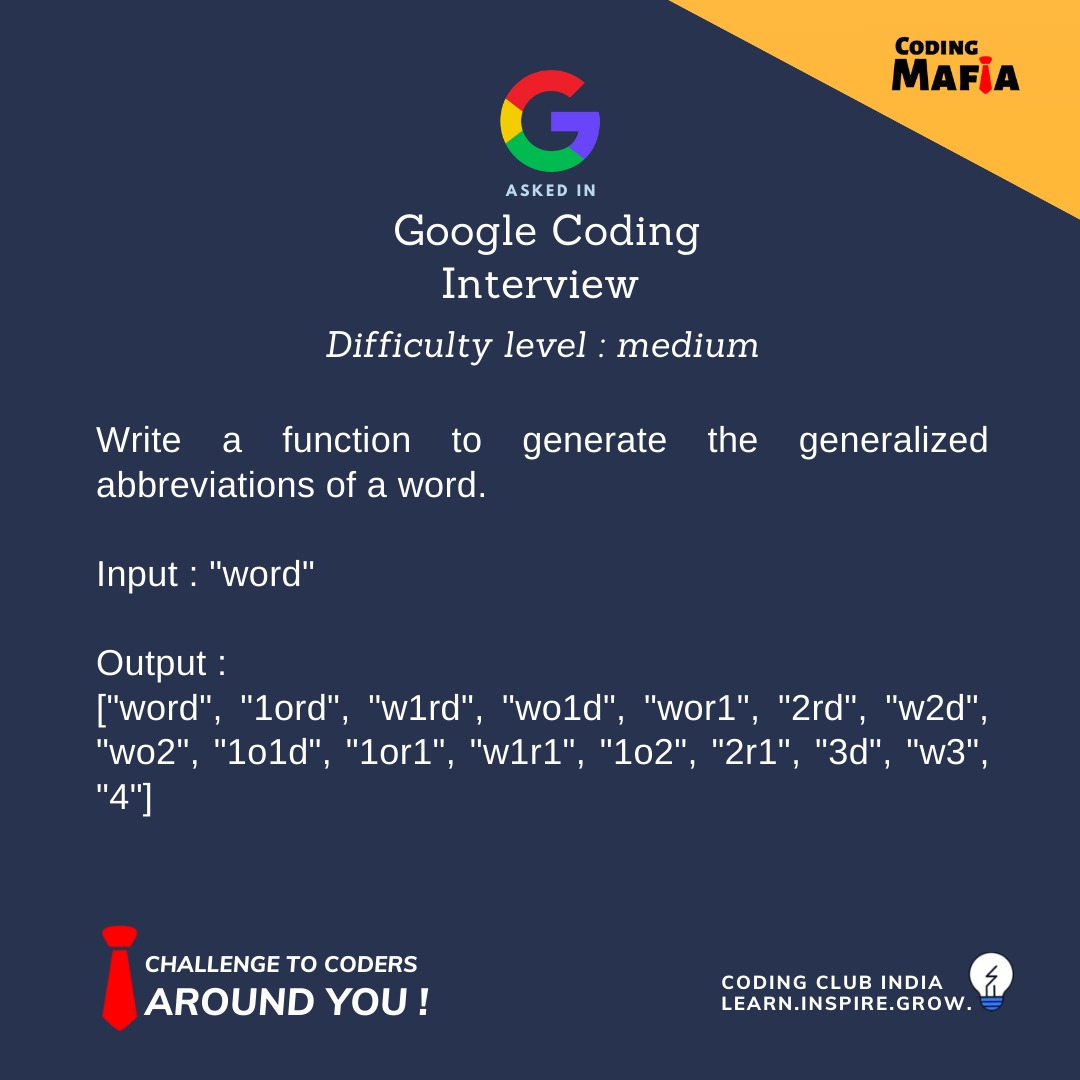 CODING
MAFIA
ASKED IN
Google Coding
Interview
Difficulty level : medium
Write a function to generate the generalized
abbreviations of a word.
Input : "word"
Output :
["word", "1ord", "w1rd", "wo1d", "wor1", "2rd", "w2d",
"wo2", "1o1d", "1or1", "w1r1", "1o2", "2r1", "3d", "w3",
"4"]
CHALLENGE TO CODERS
AROUND YOU !
CODING CLUB INDIA
LEARN.INSPIRE.GROW.